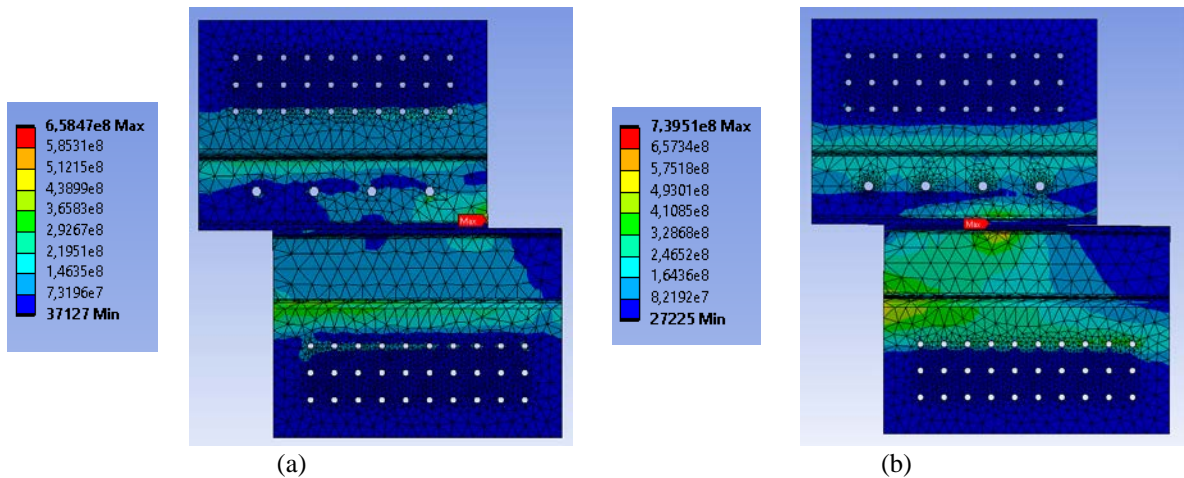 6,5847e8 Max
5,8531e8
5,1215e8
4,3899e8
3,6583e8
2,9267e8
2,1951e8
1,4635e8
7,3196e7
37127 Min
Max
(a)
7,3951e8 Max
6,5734e8
5,7518e8
4,9301e8
4,1085e8
3,2868e8
2,4652e8
1,6436e8
8,2192e7
27225 Min
Max
(b)